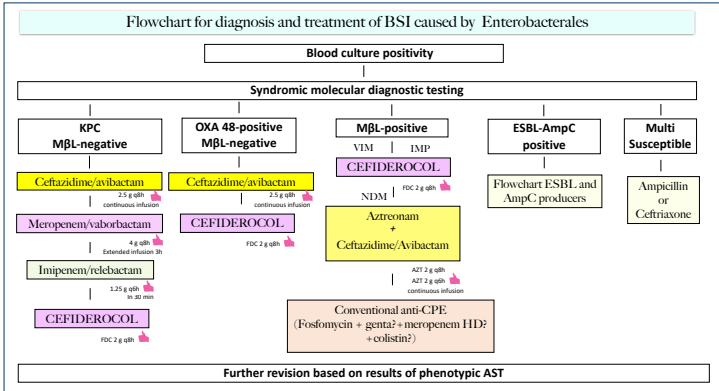 Flowchart for diagnosis and treatment of BSI caused by Enterobacterales
Blood culture positivity
Syndromic molecular diagnostic testing
KPC
MβL-negative
Ceftazidime/avibactam
2.5 g q8h
continuous infusion
Meropenem/vaborbactam
4 g q8h
Extended infusion 3h
Imipenem/relebactam
1.25 g q6h
In 30 min
CEFIDEROCOL
FDC 2 g q8h
OXA 48-positive
MβL-negative
Ceftazidime/avibactam
2.5 g q8h
continuous infusion
CEFIDEROCOL
FDC 2 g q8h
MβL-positive
VIM IMP
CEFIDEROCOL
FDC 2 g q8h
NDM
Aztreonam
+
Ceftazidime/Avibactam
AZT 2 g q8h
AZT 2 g q6h
continuous infusion
Conventional anti-CPE
(Fosfomycin + genta?+meropenem HD?
+colistin?)
ESBL-AmpC
positive
Flowchart ESBL and
AmpC producers
Multi
Susceptible
Ampicillin
or
Ceftriaxone
Further revision based on results of phenotypic AST